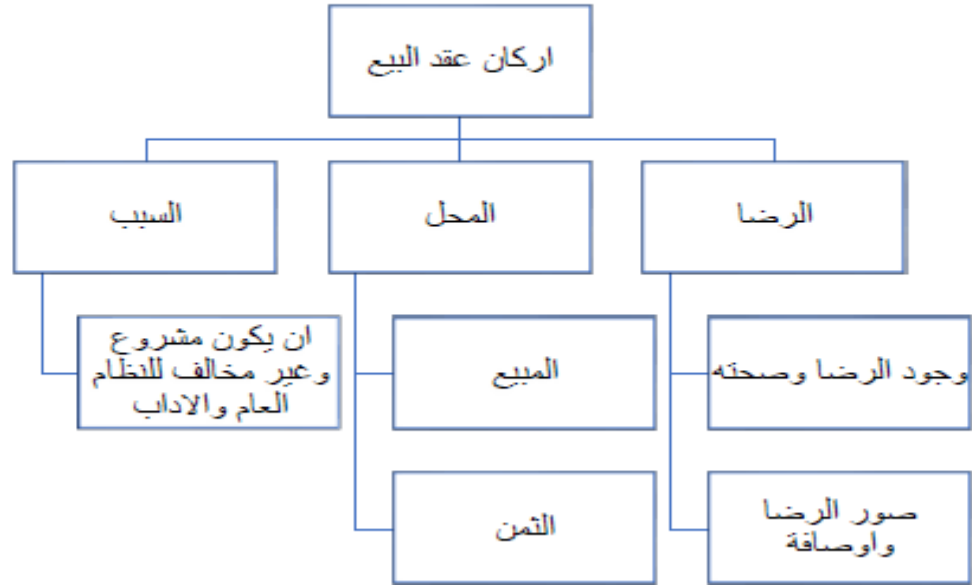 اركان عقد البيع
الرضا
المحل
السبب
وجود الرضا وصحته
المبيع
ان يكون مشروع
وغير مخالف للنظام
العام والاداب
صور الرضا
واوصافة
الثمن